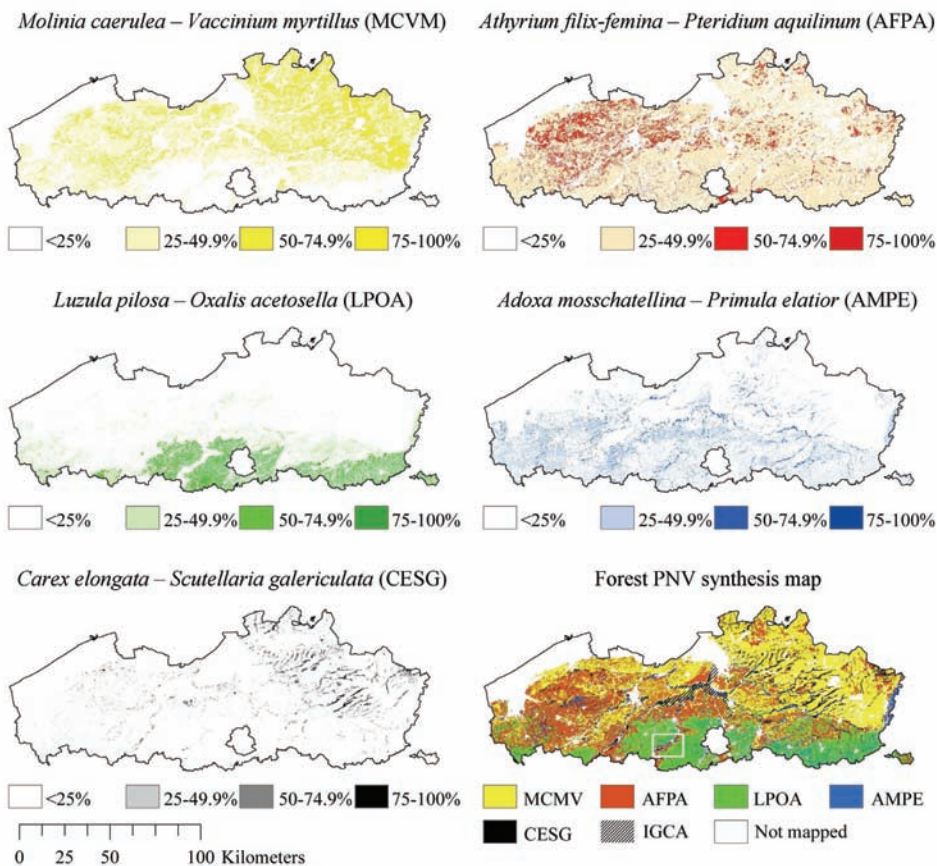 Molinia caerulea – Vaccinium myrtillus (MCVM)
Athyrium filix-femina – Pteridium aquilinum (AFPA)
<25% 25-49.9% 50-74.9% 75-100%
<25% 25-49.9% 50-74.9% 75-100%
Luzula pilosa – Oxalis acetosella (LPOA)
Adoxa mosschatellina – Primula elatior (AMPE)
<25% 25-49.9% 50-74.9% 75-100%
<25% 25-49.9% 50-74.9% 75-100%
Carex elongata – Scutellaria galericulata (CESG)
Forest PNV synthesis map
<25% 25-49.9% 50-74.9% 75-100%
0 25 50 100 Kilometers
MCMV AFPA LPOA AMPE
CESG IGCA Not mapped